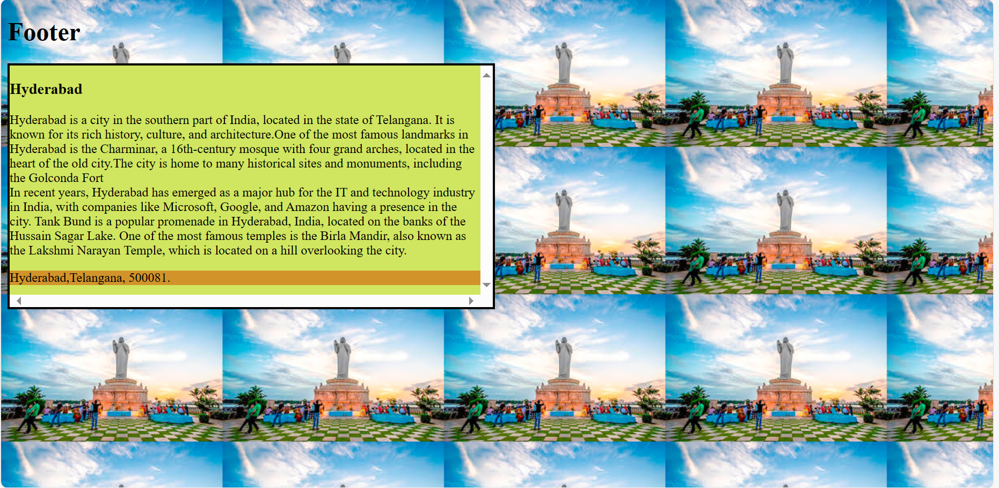 Footer
Hyderabad
Hyderabad is a city in the southern part of India, located in the state of Telangana. It is
known for its rich history, culture, and architecture.One of the most famous landmarks in
Hyderabad is the Charminar, a 16th-century mosque with four grand arches, located in the
heart of the old city.The city is home to many historical sites and monuments, including
the Golconda Fort
In recent years, Hyderabad has emerged as a major hub for the IT and technology industry
in India, with companies like Microsoft, Google, and Amazon having a presence in the
city. Tank Bund is a popular promenade in Hyderabad, India, located on the banks of the
Hussain Sagar Lake. One of the most famous temples is the Birla Mandir, also known as
the Lakshmi Narayan Temple, which is located on a hill overlooking the city.
Hyderabad,Telangana, 500081.